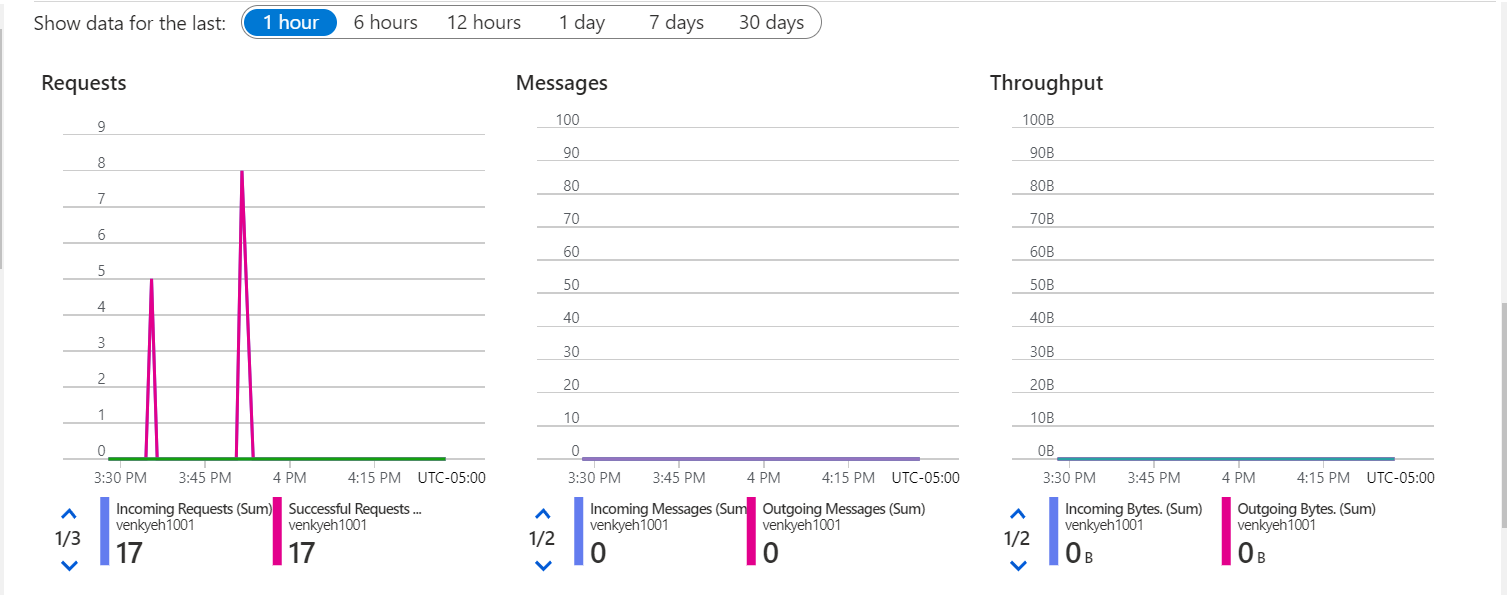 Show data for the last: 1 hour 6 hours 12 hours 1 day 7 days 30 days
Requests
9
8
7
6
5
4
3
2
1
0
3:30 PM 3:45 PM 4 PM 4:15 PM UTC-05:00
1/3
Incoming Requests (Sum)
venkyeh1001
17
Successful Requests ...
venkyeh1001
17
Messages
100
90
80
70
60
50
40
30
20
10
0
3:30 PM 3:45 PM 4 PM 4:15 PM UTC-05:00
1/2
Incoming Messages (Sum
venkyeh1001
0
Outgoing Messages (Sum)
venkyeh1001
0
Throughput
100B
90B
80B
70B
60B
50B
40B
30B
20B
10B
0B
3:30 PM 3:45 PM 4 PM 4:15 PM UTC-05:00
1/2
Incoming Bytes. (Sum)
venkyeh1001
0 B
Outgoing Bytes. (Sum)
venkyeh1001
0 B